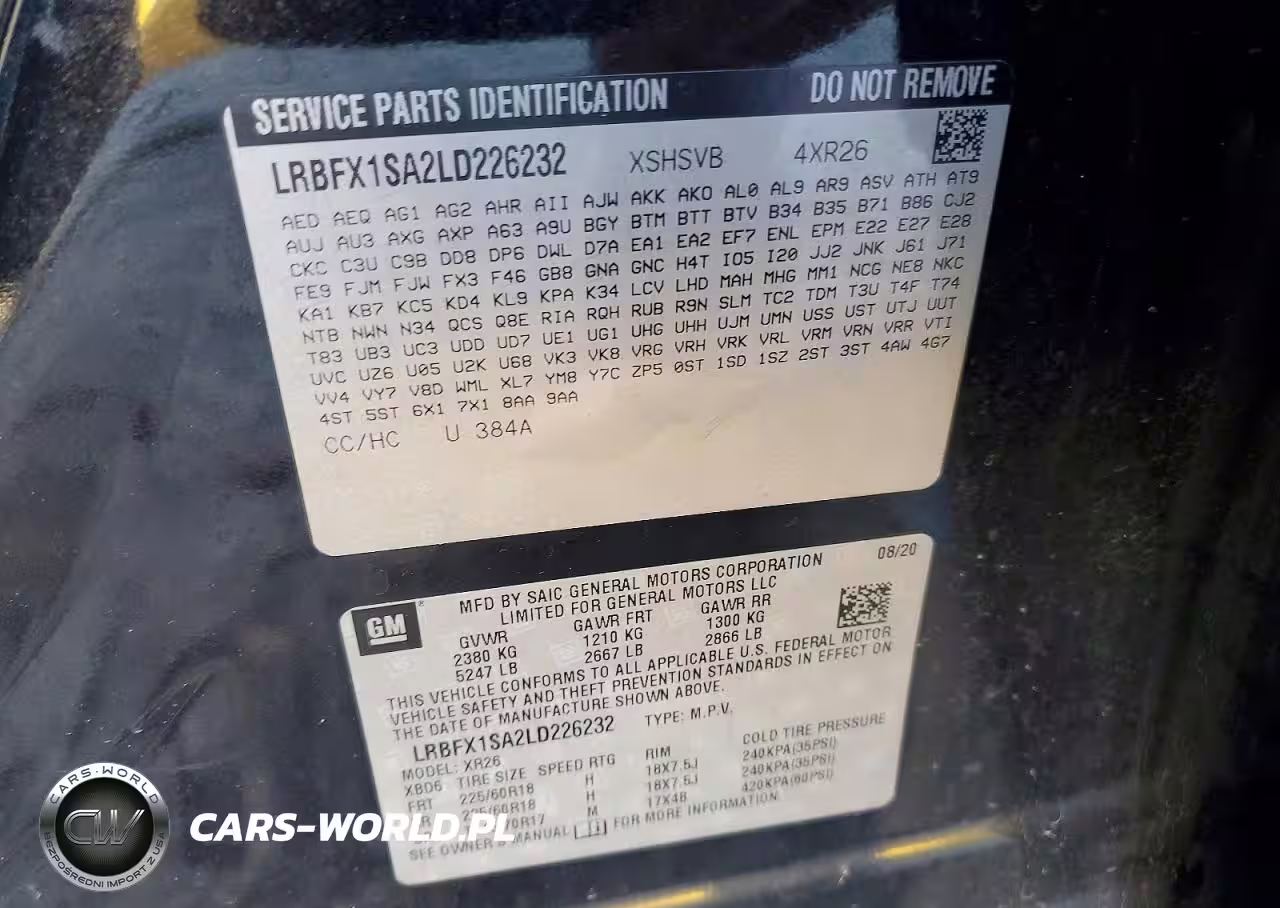 SERVICE PARTS IDENTIFICATION DO NOT REMOVE
LRBFX1SA2LD226232 XSHSVB 4XR26
AED AEQ AG1 AG2 AHR AII AJW AKK AKO AL0 AL9 AR9 ASV ATH AT9
AUJ AU3 AXG AXP A63 A9U BGY BTM BTT BTV B34 B35 B71 B86 CJ2
CKC C3U C9B DD8 DP6 DWL D7A EA1 EA2 EF7 ENL EPM E22 E27 E28
FE9 FJM FJW FX3 F46 GB8 GNA GNC H4T IO5 I20 JJ2 JNK J61 J71
KA1 KB7 KC5 KD4 KL9 KPA K34 LCV LHD MAH MHG MM1 NCG NE8 NKC
NTB NWN N34 QCS Q8E RIA RQH RUB R9N SLM TC2 TDM T3U T4F T74
T83 UB3 UC3 UDD UD7 UE1 UG1 UHG UHH UJM UMN USS UST UTJ UUT
UVC UZ6 U05 U2K U68 VK3 VK8 VRG VRH VRK VRL VRM VRN VRR VTI
VV4 VY7 V8D WML XL7 YM8 Y7C ZP5 0ST 1SD 1SZ 2ST 3ST 4AW 4G7
4ST 5ST 6X1 7X1 8AA 9AA
CC/HC U 384A
GM
MFD BY SAIC GENERAL MOTORS CORPORATION 08/20
LIMITED FOR GENERAL MOTORS LLC
GVWR GAWR FRT GAWR RR
2380 KG 1210 KG 1300 KG
5247 LB 2667 LB 2866 LB
THIS VEHICLE CONFORMS TO ALL APPLICABLE U.S. FEDERAL MOTOR
VEHICLE SAFETY AND THEFT PREVENTION STANDARDS IN EFFECT ON
THE DATE OF MANUFACTURE SHOWN ABOVE.
LRBFX1SA2LD226232 TYPE: M.P.V.
MODEL: XR26
XBD6 TIRE SIZE SPEED RTG RIM COLD TIRE PRESSURE
FRT 225/60R18 H 18X7.5J 240KPA(35PSI)
225/60R18 H 18X7.5J 240KPA(35PSI)
M 17X4B 420KPA(60PSI)
SEE OWNER'S MANUAL FOR MORE INFORMATION
CARS-WORLD
CW
BEZPOŚREDNI IMPORT Z USA
CARS-WORLD.PL